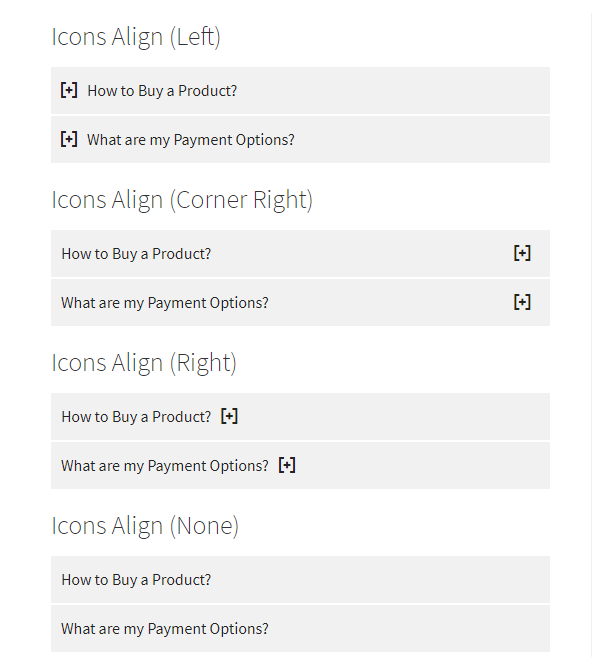 Icons Align (Left)
[+] How to Buy a Product?
[+] What are my Payment Options?
Icons Align (Corner Right)
How to Buy a Product? [+]
What are my Payment Options? [+]
Icons Align (Right)
How to Buy a Product? [+]
What are my Payment Options? [+]
Icons Align (None)
How to Buy a Product?
What are my Payment Options?